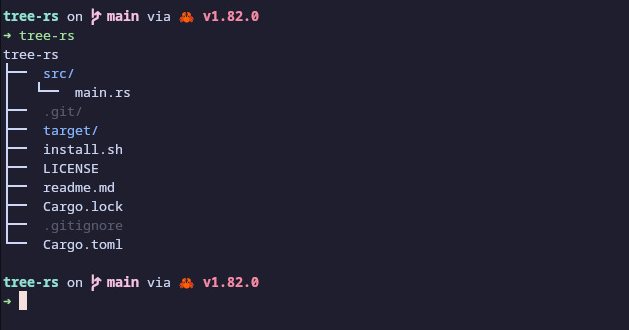 tree-rs on main via 🦀 v1.82.0
➜ tree-rs
tree-rs
├── src/
│   └── main.rs
├── .git/
├── target/
├── install.sh
├── LICENSE
├── readme.md
├── Cargo.lock
├── .gitignore
└── Cargo.toml
tree-rs on main via 🦀 v1.82.0
➜